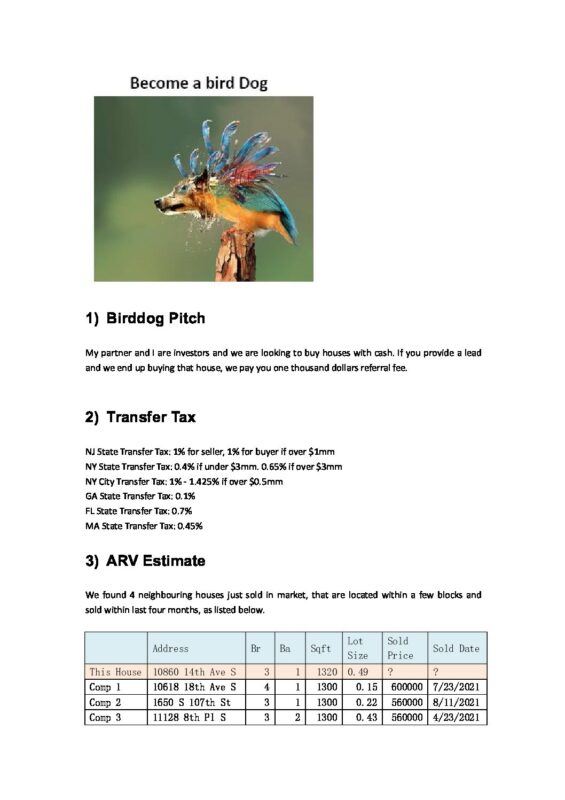 Become a bird Dog
1) Birddog Pitch
My partner and I are investors and we are looking to buy houses with cash. If you provide a lead
and we end up buying that house, we pay you one thousand dollars referral fee.
2) Transfer Tax
NJ State Transfer Tax: 1% for seller, 1% for buyer if over $1mm
NY State Transfer Tax: 0.4% if under $3mm. 0.65% if over $3mm
NY City Transfer Tax: 1% - 1.425% if over $0.5mm
GA State Transfer Tax: 0.1%
FL State Transfer Tax: 0.7%
MA State Transfer Tax: 0.45%
3) ARV Estimate
We found 4 neighbouring houses just sold in market, that are located within a few blocks and
sold within last four months, as listed below.
Address Br Ba Sqft Lot Size Sold Price Sold Date
This House 10860 14th Ave S 3 1 1320 0.49 ? ?
Comp 1 10618 18th Ave S 4 1 1300 0.15 600000 7/23/2021
Comp 2 1650 S 107th St 3 1 1300 0.22 560000 8/11/2021
Comp 3 11128 8th Pl S 3 2 1300 0.43 560000 4/23/2021